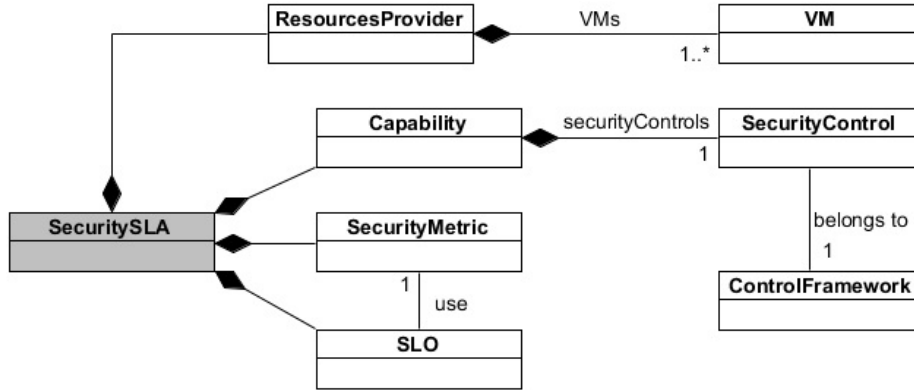 ResourcesProvider
VMs
VM
1..*
Capability
securityControls
SecurityControl
1
SecuritySLA
SecurityMetric
belongs to
1
1
use
ControlFramework
SLO